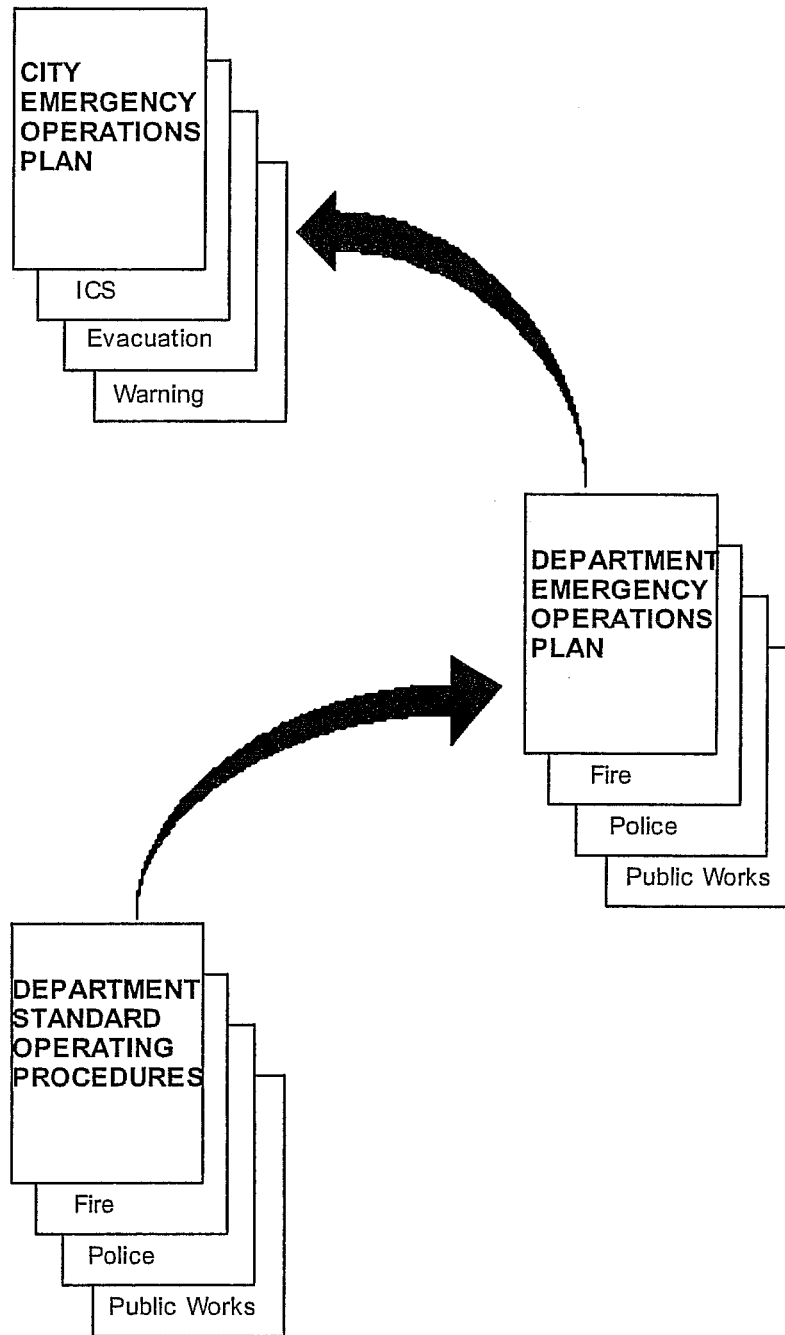 CITY
EMERGENCY
OPERATIONS
PLAN
ICS
Evacuation
Warning
DEPARTMENT
EMERGENCY
OPERATIONS
PLAN
Fire
Police
Public Works
DEPARTMENT
STANDARD
OPERATING
PROCEDURES
Fire
Police
Public Works